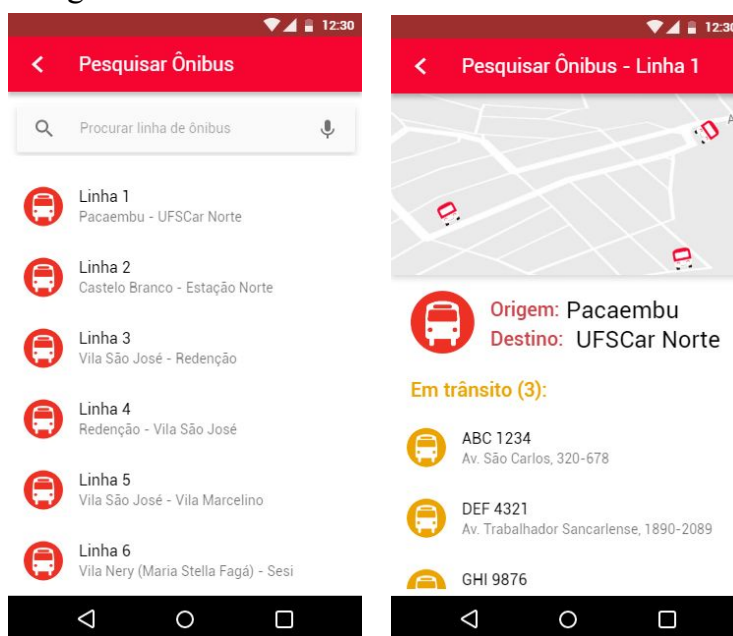 12:30
Pesquisar Ônibus
Procurar linha de ônibus
Linha 1
Pacaembu - UFSCar Norte
Linha 2
Castelo Branco - Estação Norte
Linha 3
Vila São José - Redenção
Linha 4
Redenção - Vila São José
Linha 5
Vila São José - Vila Marcelino
Linha 6
Vila Nery (Maria Stella Fagá) - Sesi
12:30
Pesquisar Ônibus - Linha 1
A
Origem: Pacaembu
Destino: UFSCar Norte
Em trânsito (3):
ABC 1234
Av. São Carlos, 320-678
DEF 4321
Av. Trabalhador Sancarlense, 1890-2089
GHI 9876